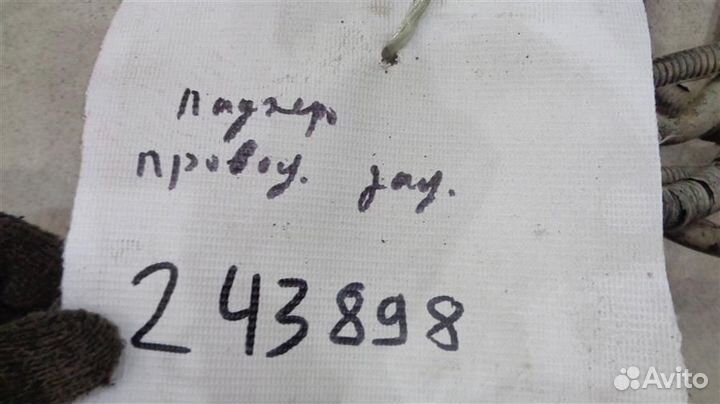 паджеро
провод. зад.
243898
Avito